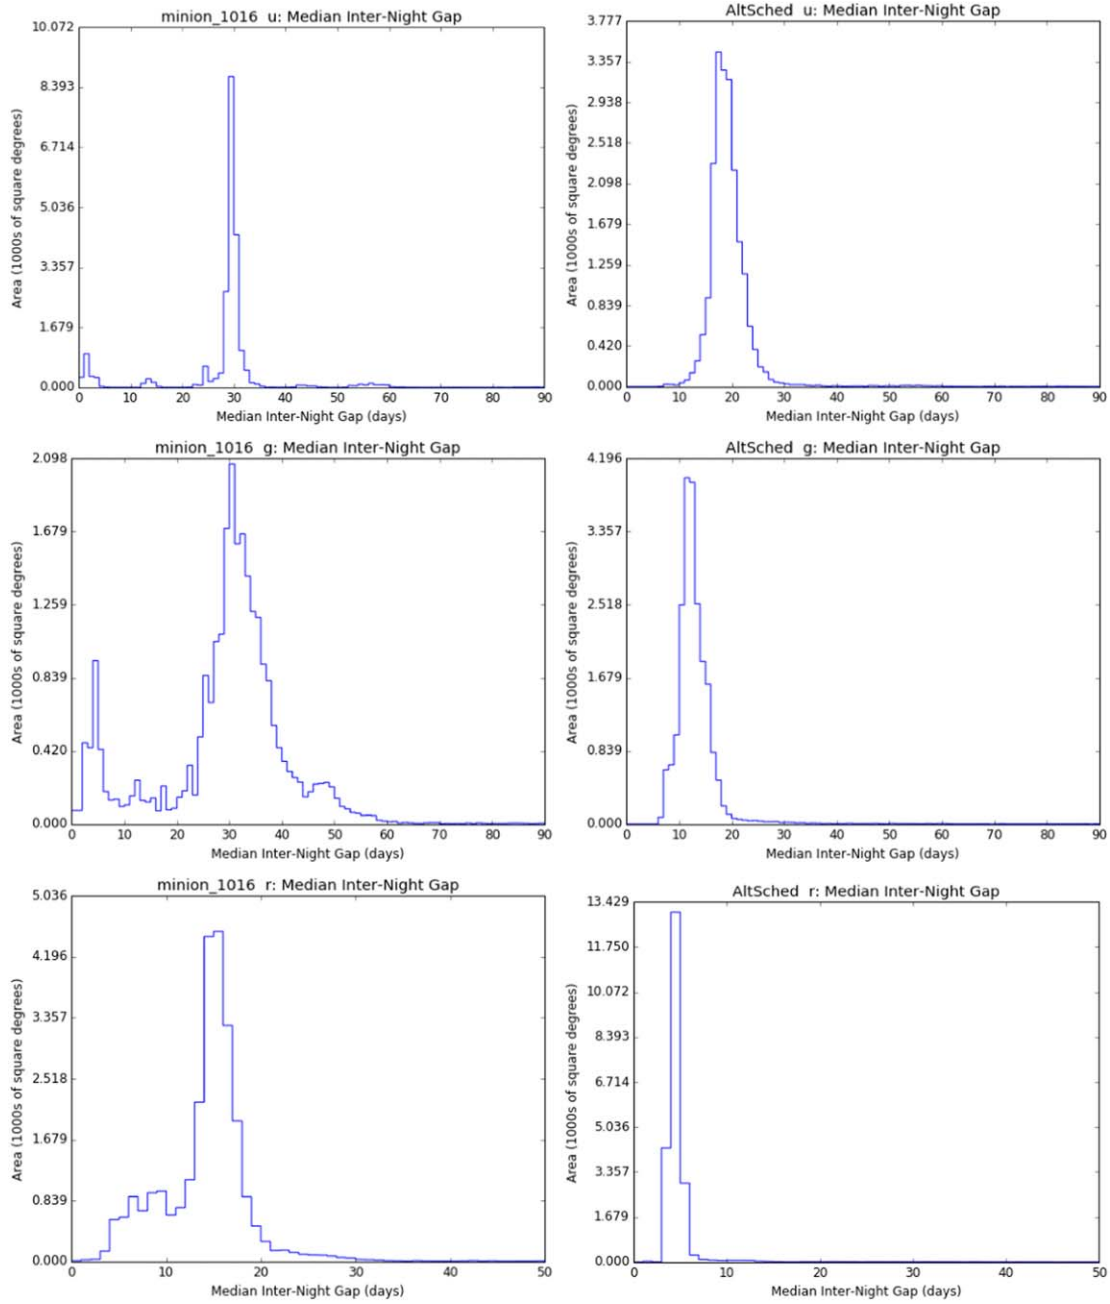 minion_1016 u: Median Inter-Night Gap
10.072
8.393
6.714
5.036
3.357
1.679
0.000
Area (1000s of square degrees)
0 10 20 30 40 50 60 70 80 90
Median Inter-Night Gap (days)
AltSched u: Median Inter-Night Gap
3.777
3.357
2.938
2.518
2.098
1.679
1.259
0.839
0.420
0.000
Area (1000s of square degrees)
0 10 20 30 40 50 60 70 80 90
Median Inter-Night Gap (days)
minion_1016 g: Median Inter-Night Gap
2.098
1.679
1.259
0.839
0.420
0.000
Area (1000s of square degrees)
0 10 20 30 40 50 60 70 80 90
Median Inter-Night Gap (days)
AltSched g: Median Inter-Night Gap
4.196
3.357
2.518
1.679
0.839
0.000
Area (1000s of square degrees)
0 10 20 30 40 50 60 70 80 90
Median Inter-Night Gap (days)
minion_1016 r: Median Inter-Night Gap
5.036
4.196
3.357
2.518
1.679
0.839
0.000
Area (1000s of square degrees)
0 10 20 30 40 50
Median Inter-Night Gap (days)
AltSched r: Median Inter-Night Gap
13.429
11.750
10.072
8.393
6.714
5.036
3.357
1.679
0.000
Area (1000s of square degrees)
0 10 20 30 40 50
Median Inter-Night Gap (days)